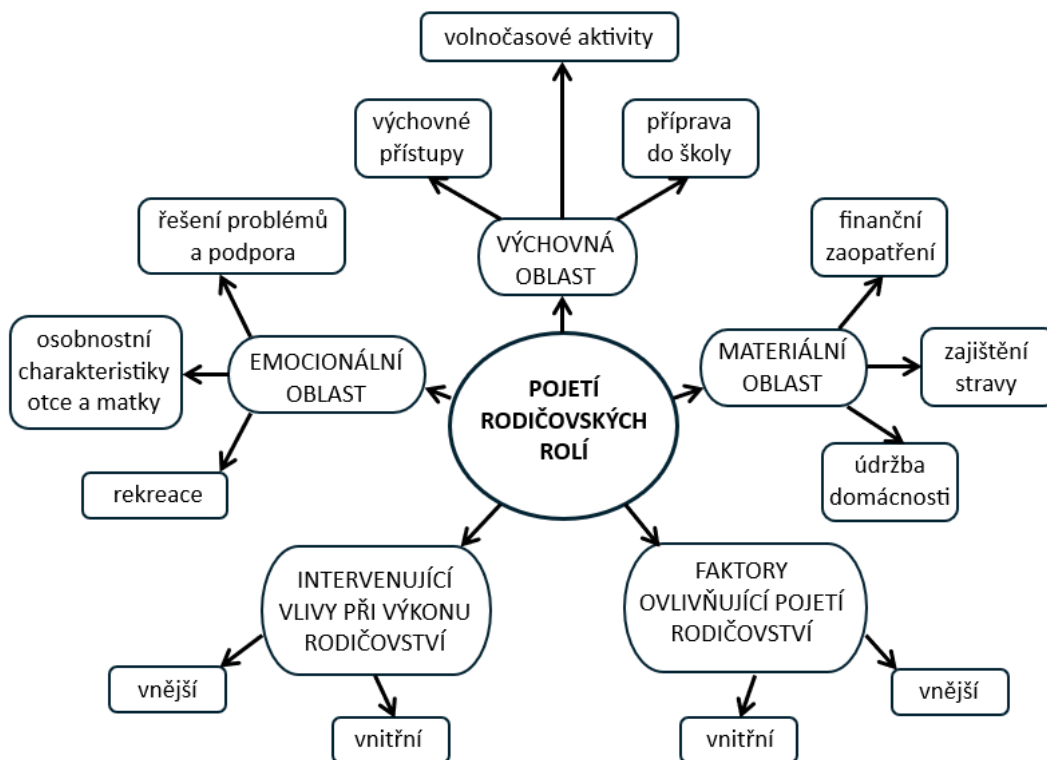 volnočasové aktivity
výchovné
přístupy
příprava
do školy
řešení problémů
a podpora
VÝCHOVNÁ
OBLAST
finanční
zaopatření
osobnostní
charakteristiky
otce a matky
EMOCIONÁLNÍ
OBLAST
POJETÍ
RODIČOVSKÝCH
ROLÍ
MATERIÁLNÍ
OBLAST
zajištění
stravy
rekreace
údržba
domácnosti
INTERVENUJÍCÍ
VLIVY PŘI VÝKONU
RODIČOVSTVÍ
FAKTORY
OVLIVŇUJÍCÍ POJETÍ
RODIČOVSTVÍ
vnější
vnitřní
vnitřní
vnější